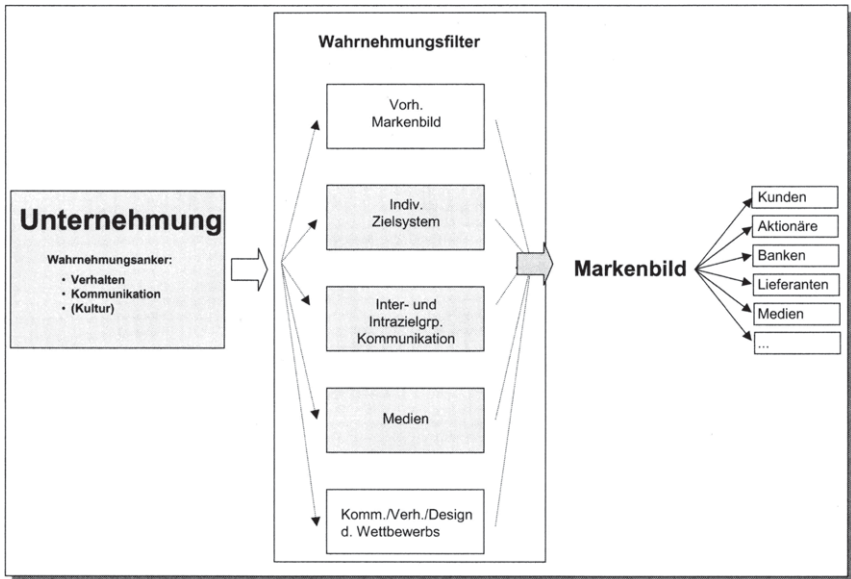 Wahrnehmungsfilter
Vorh.
Markenbild
Indiv.
Zielsystem
Inter- und
Intrazielgrp.
Kommunikation
Medien
Komm./Verh./Design
d. Wettbewerbs
Unternehmung
Wahrnehmungsanker:
• Verhalten
• Kommunikation
• (Kultur)
Markenbild
Kunden
Aktionäre
Banken
Lieferanten
Medien
...